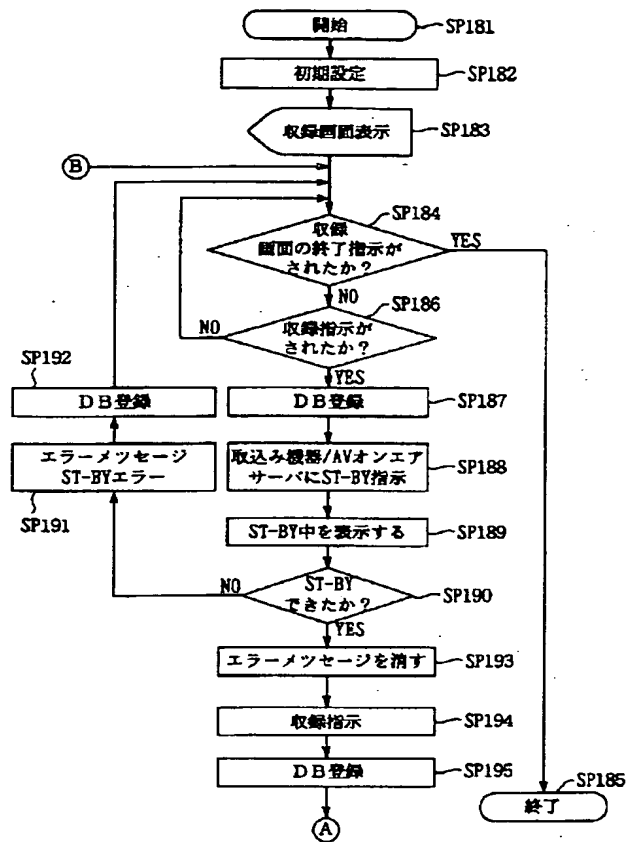 開始
SP181
初期設定
SP182
収録画面表示
SP183
B
SP184
収録
画面の終了指示が
されたか?
YES
NO
SP186
収録指示が
されたか?
NO
YES
SP192
DB登録
DB登録
SP187
エラーメツセージ
ST-BYエラー
SP191
取込み機器/AVオンエア
サーバにST-BY指示
SP188
ST-BY中を表示する
SP189
ST-BY
できたか?
SP190
NO
YES
エラーメツセージを消す
SP193
収録指示
SP194
DB登録
SP195
SP185
終了
A